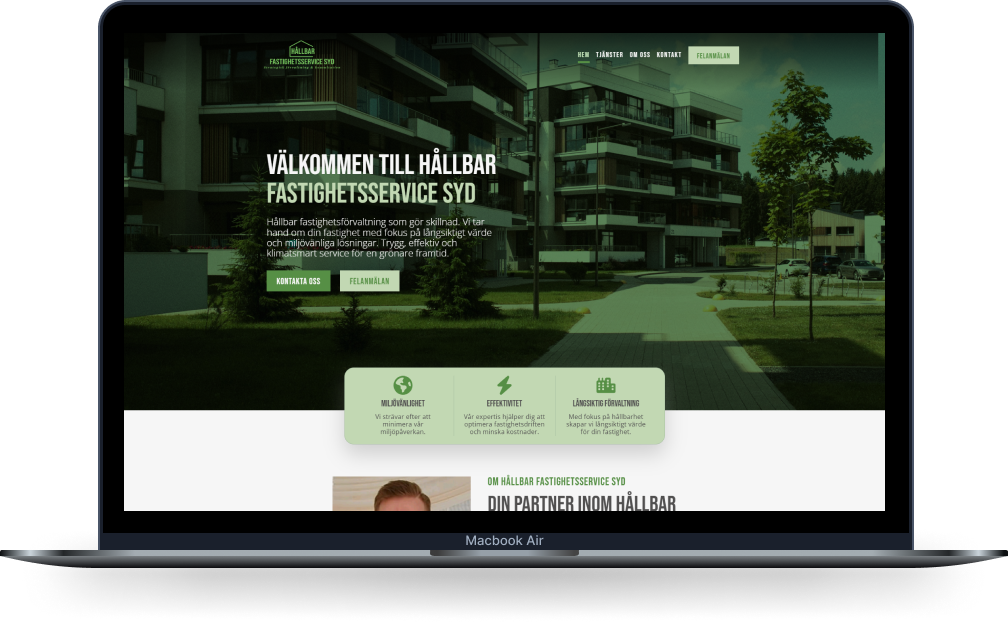 HÅLLBAR
FASTIGHETSSERVICE SYD
HEM TJÄNSTER OM OSS KONTAKT FELANMÄLAN
VÄLKOMMEN TILL HÅLLBAR
FASTIGHETSSERVICE SYD
Hållbar fastighetsförvaltning som gör skillnad. Vi tar
hand om din fastighet med fokus på långsiktigt värde
och miljövänliga lösningar. Trygg, effektiv och
klimatsmart service för en grönare framtid.
KONTAKTA OSS FELANMÄLAN
MILJÖVÄNLIGHET
Vi strävar efter att
minimera vår
miljöpåverkan.
EFFEKTIVITET
Vår expertis hjälper dig att
optimera fastighetsdriften
och minska kostnader.
LÅNGSIKTIG FÖRVALTNING
Med fokus på hållbarhet
skapar vi långsiktigt värde
för din fastighet.
OM HÅLLBAR FASTIGHETSSERVICE SYD
DIN PARTNER INOM HÅLLBAR
Macbook Air